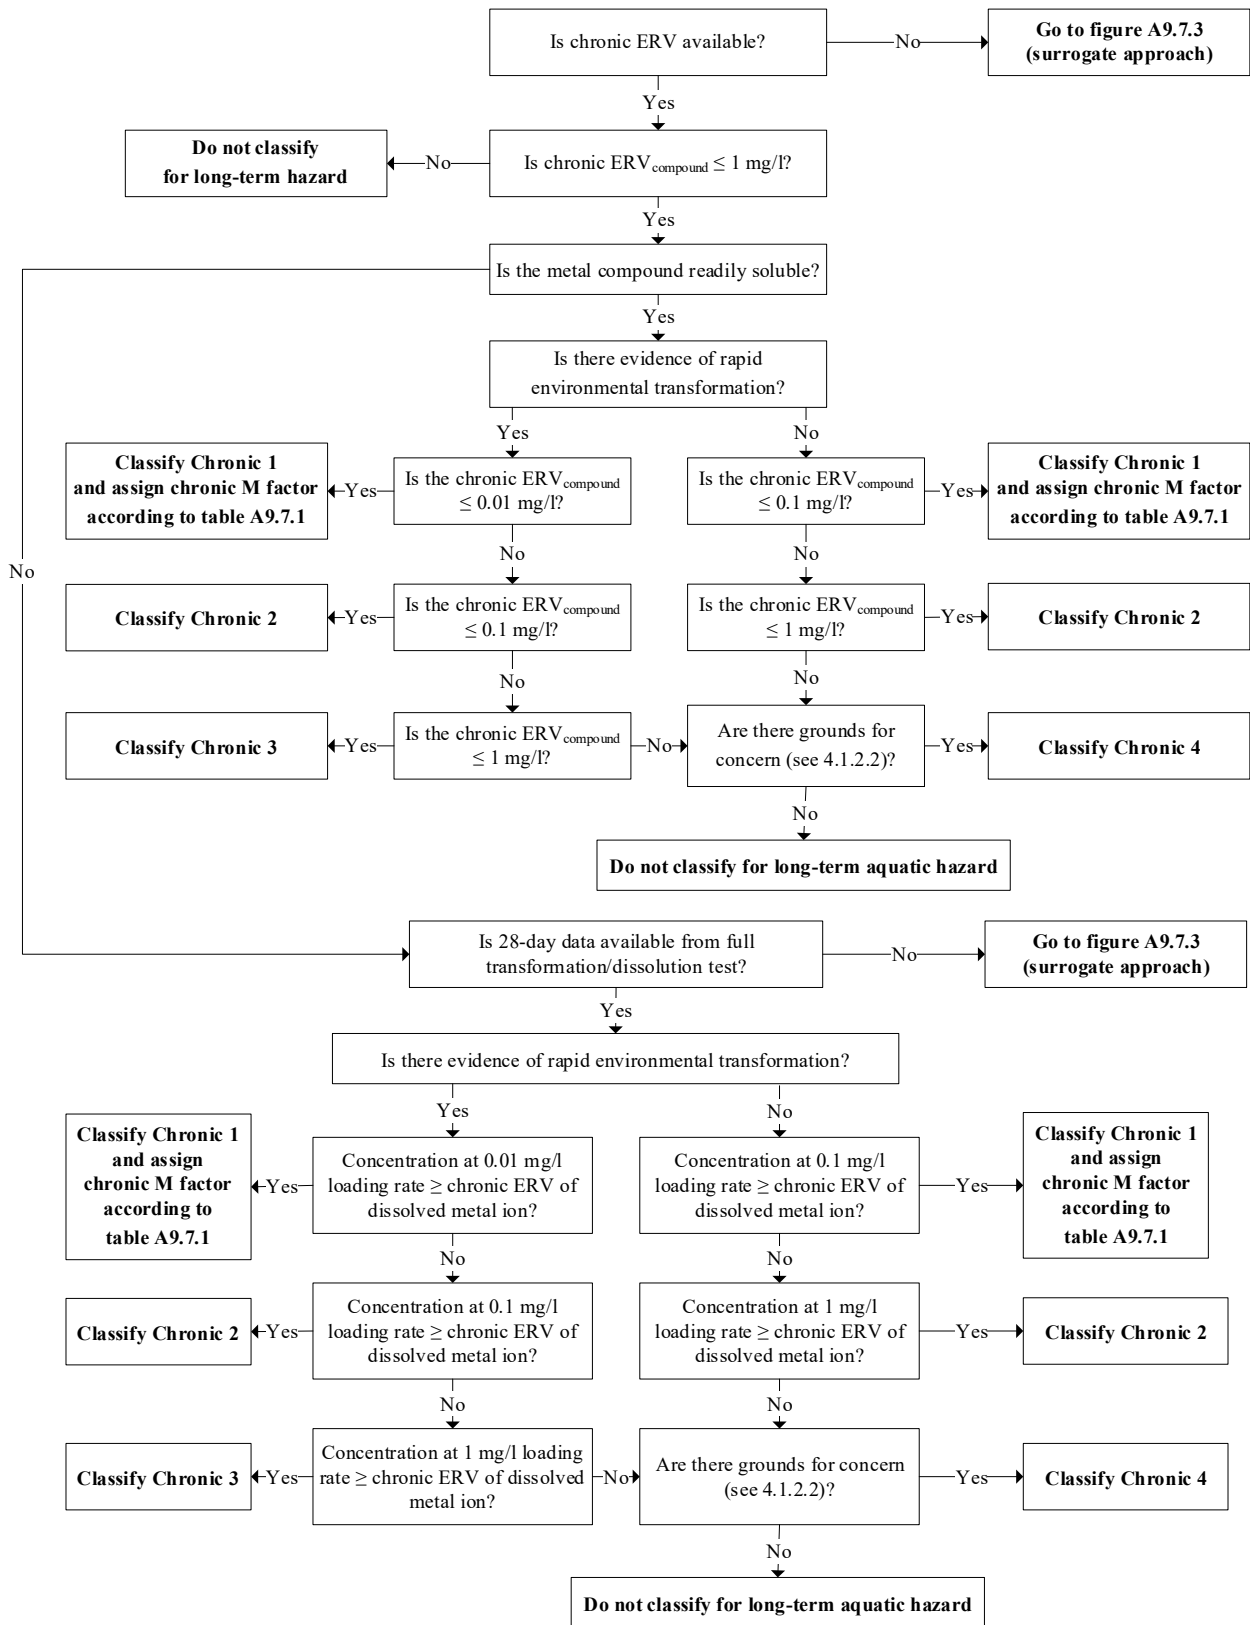 Is chronic ERV available?
No
Go to figure A9.7.3
(surrogate approach)
Yes
Do not classify
for long-term hazard
No
Is chronic ERVcompound ≤ 1 mg/l?
Yes
Is the metal compound readily soluble?
Yes
Is there evidence of rapid
environmental transformation?
Yes
No
Classify Chronic 1
and assign chronic M factor
according to table A9.7.1
Yes
Is the chronic ERVcompound
≤ 0.01 mg/l?
Is the chronic ERVcompound
≤ 0.1 mg/l?
Yes
Classify Chronic 1
and assign chronic M factor
according to table A9.7.1
No
No
No
Classify Chronic 2
Yes
Is the chronic ERVcompound
≤ 0.1 mg/l?
Is the chronic ERVcompound
≤ 1 mg/l?
Yes
Classify Chronic 2
No
No
Classify Chronic 3
Yes
Is the chronic ERVcompound
≤ 1 mg/l?
No
Are there grounds for
concern (see 4.1.2.2)?
Yes
Classify Chronic 4
No
Do not classify for long-term aquatic hazard
Is 28-day data available from full
transformation/dissolution test?
No
Go to figure A9.7.3
(surrogate approach)
Yes
Is there evidence of rapid environmental transformation?
Yes
No
Classify Chronic 1
and assign
chronic M factor
according to
table A9.7.1
Yes
Concentration at 0.01 mg/l
loading rate ≥ chronic ERV of
dissolved metal ion?
Concentration at 0.1 mg/l
loading rate ≥ chronic ERV of
dissolved metal ion?
Yes
Classify Chronic 1
and assign
chronic M factor
according to
table A9.7.1
No
No
Classify Chronic 2
Yes
Concentration at 0.1 mg/l
loading rate ≥ chronic ERV of
dissolved metal ion?
Concentration at 1 mg/l
loading rate ≥ chronic ERV of
dissolved metal ion?
Yes
Classify Chronic 2
No
No
Classify Chronic 3
Yes
Concentration at 1 mg/l loading
rate ≥ chronic ERV of dissolved
metal ion?
No
Are there grounds for concern
(see 4.1.2.2)?
Yes
Classify Chronic 4
No
Do not classify for long-term aquatic hazard